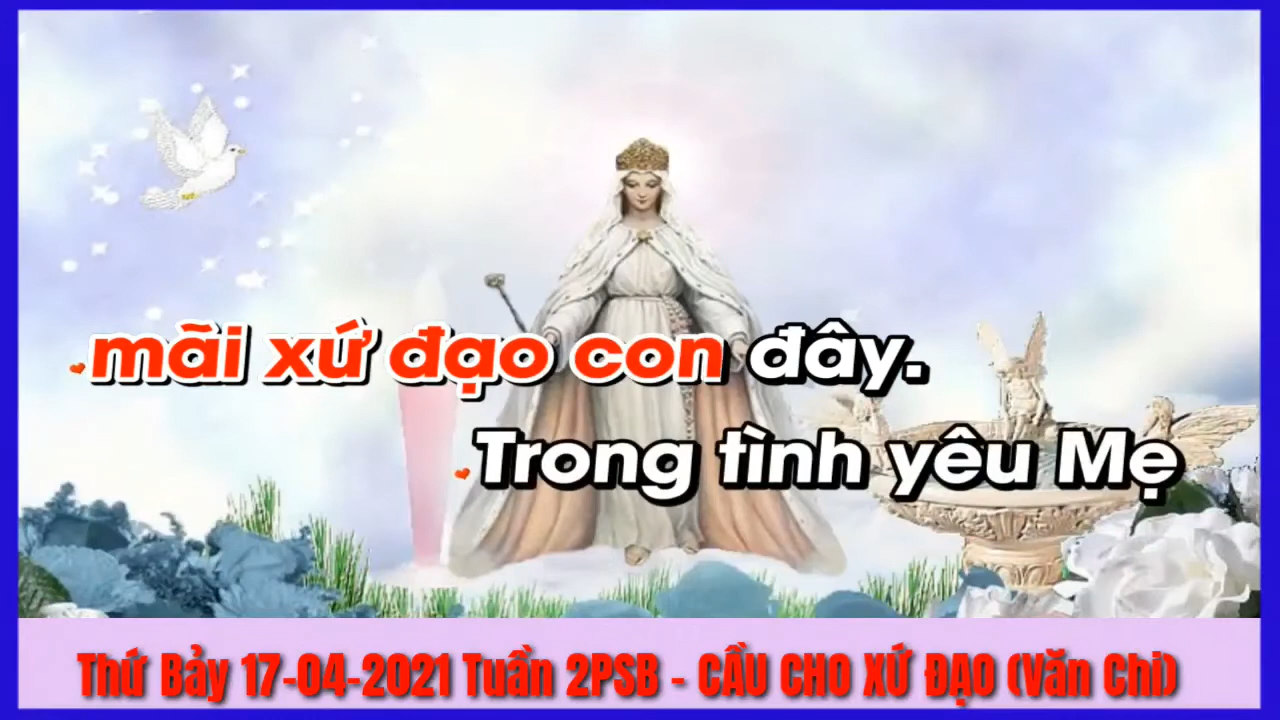 mãi xứ đạo con đây.
Trong tình yêu Mẹ
Thứ Bảy 17-04-2021 Tuần 2PSB - CẦU CHO XỨ ĐẠO (Văn Chi)